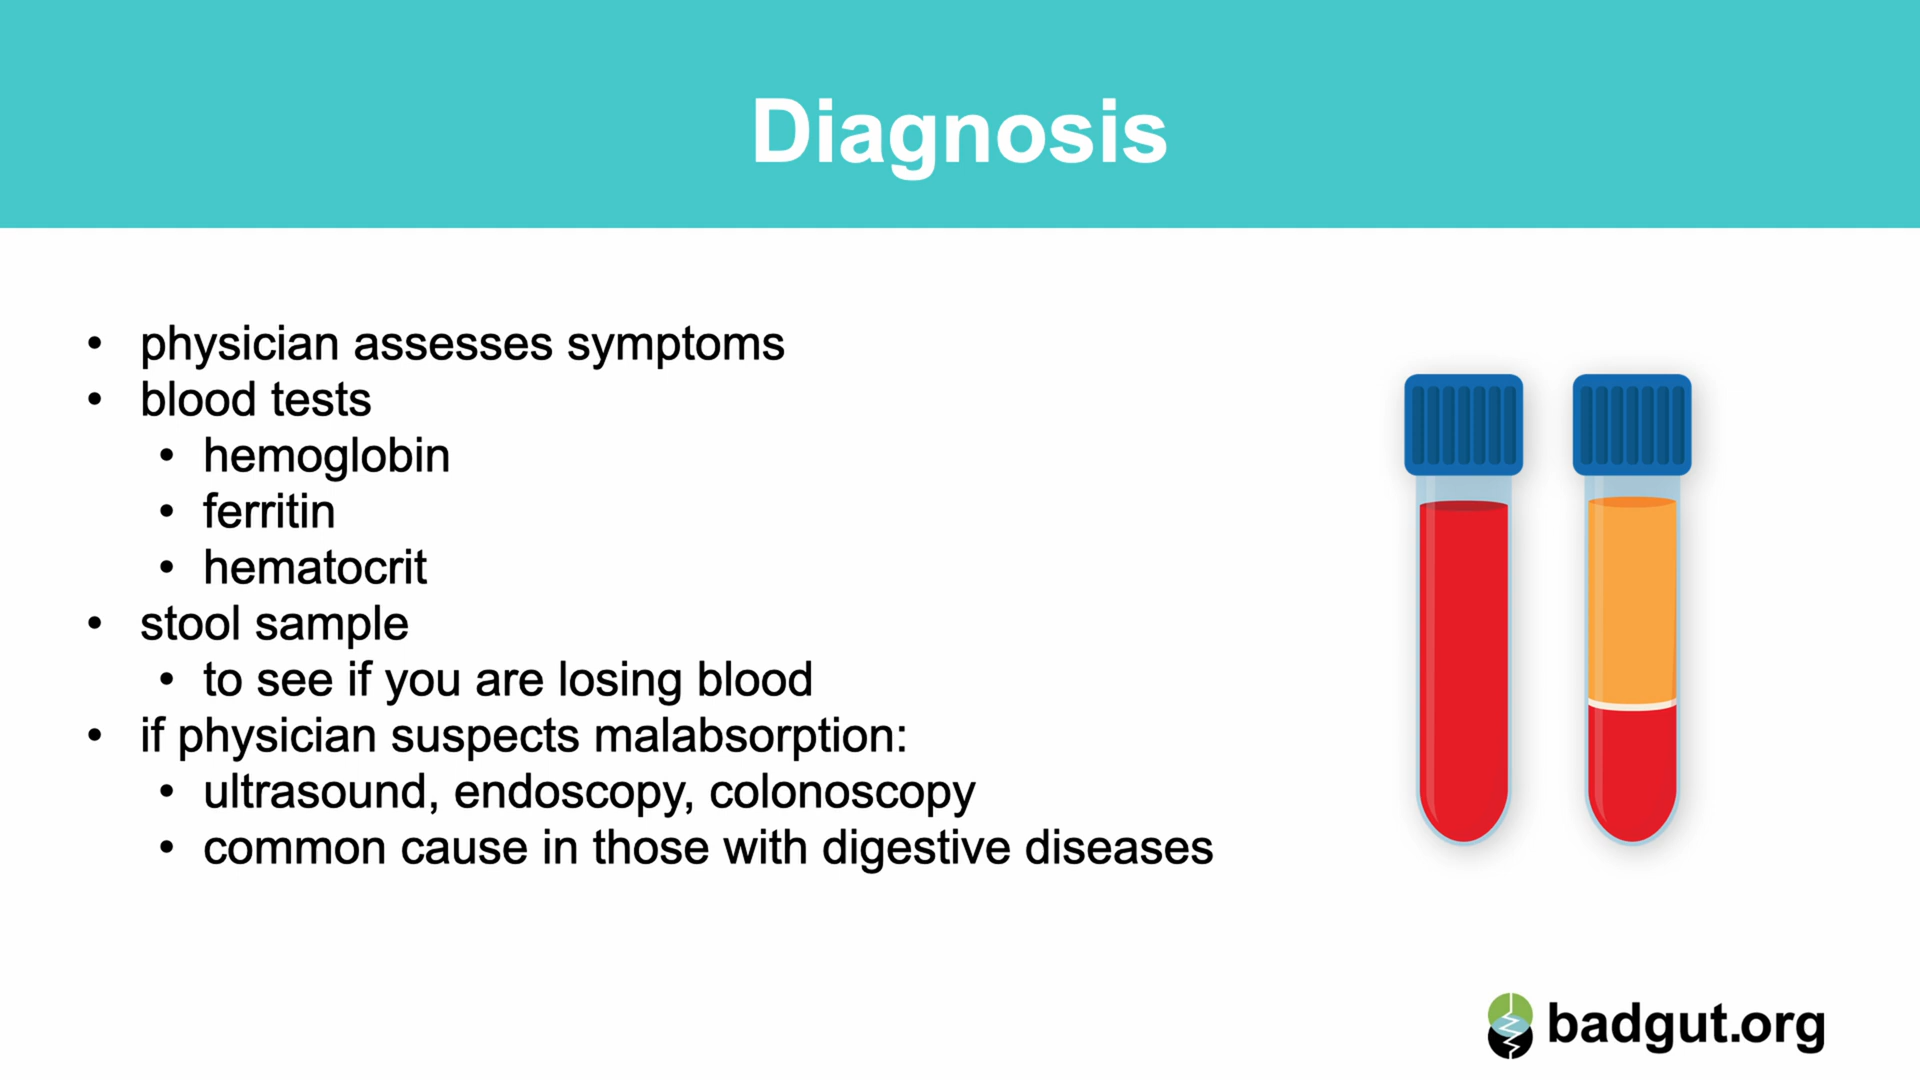 Diagnosis
• physician assesses symptoms
• blood tests
• hemoglobin
• ferritin
• hematocrit
• stool sample
• to see if you are losing blood
• if physician suspects malabsorption:
• ultrasound, endoscopy, colonoscopy
• common cause in those with digestive diseases
badgut.org